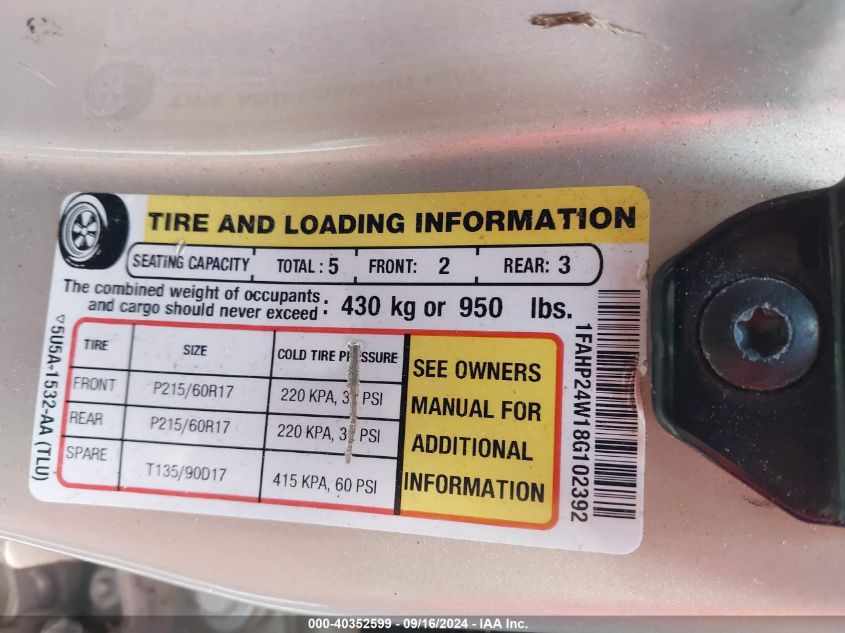 TIRE AND LOADING INFORMATION
SEATING CAPACITY TOTAL : 5 FRONT: 2 REAR: 3
The combined weight of occupants
and cargo should never exceed : 430 kg or 950 lbs.
TIRE SIZE COLD TIRE PRESSURE
FRONT P215/60R17 220 KPA, PSI
REAR P215/60R17 220 KPA, PSI
SPARE T135/90D17 415 KPA, 60 PSI
SEE OWNERS
MANUAL FOR
ADDITIONAL
INFORMATION
5U5A-1532-AA (TLU)
1FAHP24W18G102392
000-40352599 - 09/16/2024 - IAA Inc.